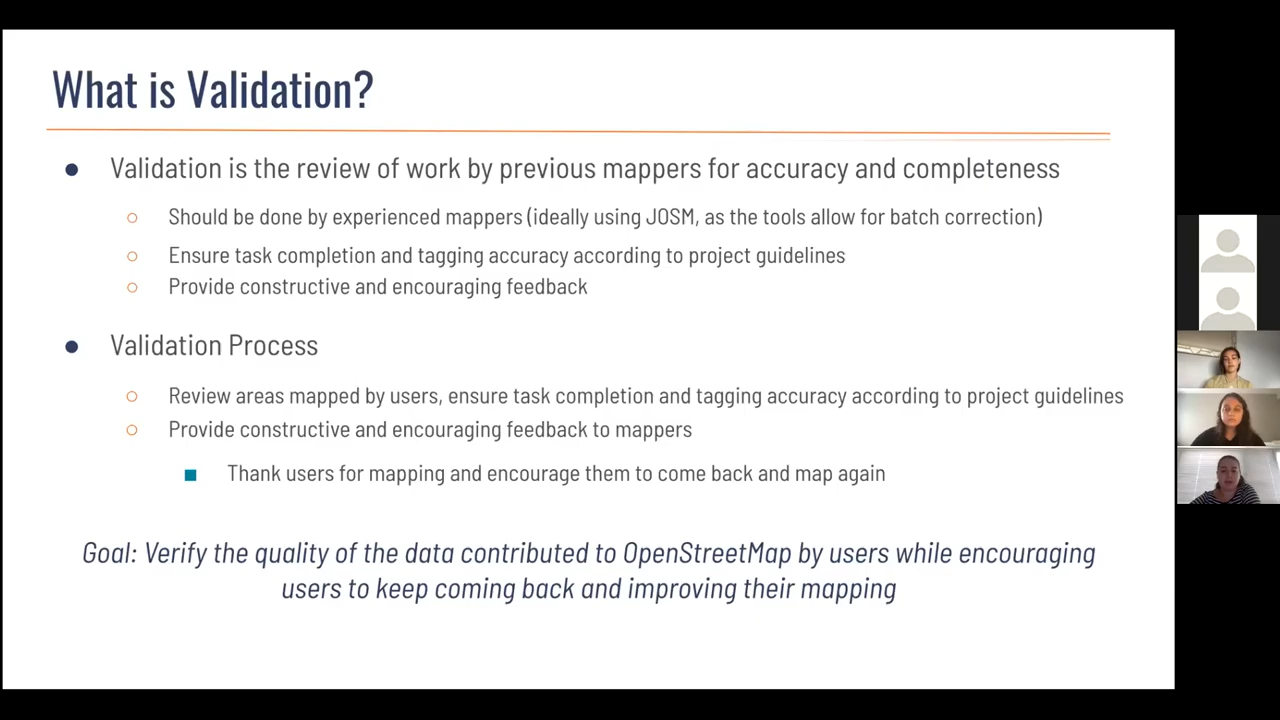 What is Validation?
● Validation is the review of work by previous mappers for accuracy and completeness
○ Should be done by experienced mappers (ideally using JOSM, as the tools allow for batch correction)
○ Ensure task completion and tagging accuracy according to project guidelines
○ Provide constructive and encouraging feedback
● Validation Process
○ Review areas mapped by users, ensure task completion and tagging accuracy according to project guidelines
○ Provide constructive and encouraging feedback to mappers
■ Thank users for mapping and encourage them to come back and map again
Goal: Verify the quality of the data contributed to OpenStreetMap by users while encouraging
users to keep coming back and improving their mapping